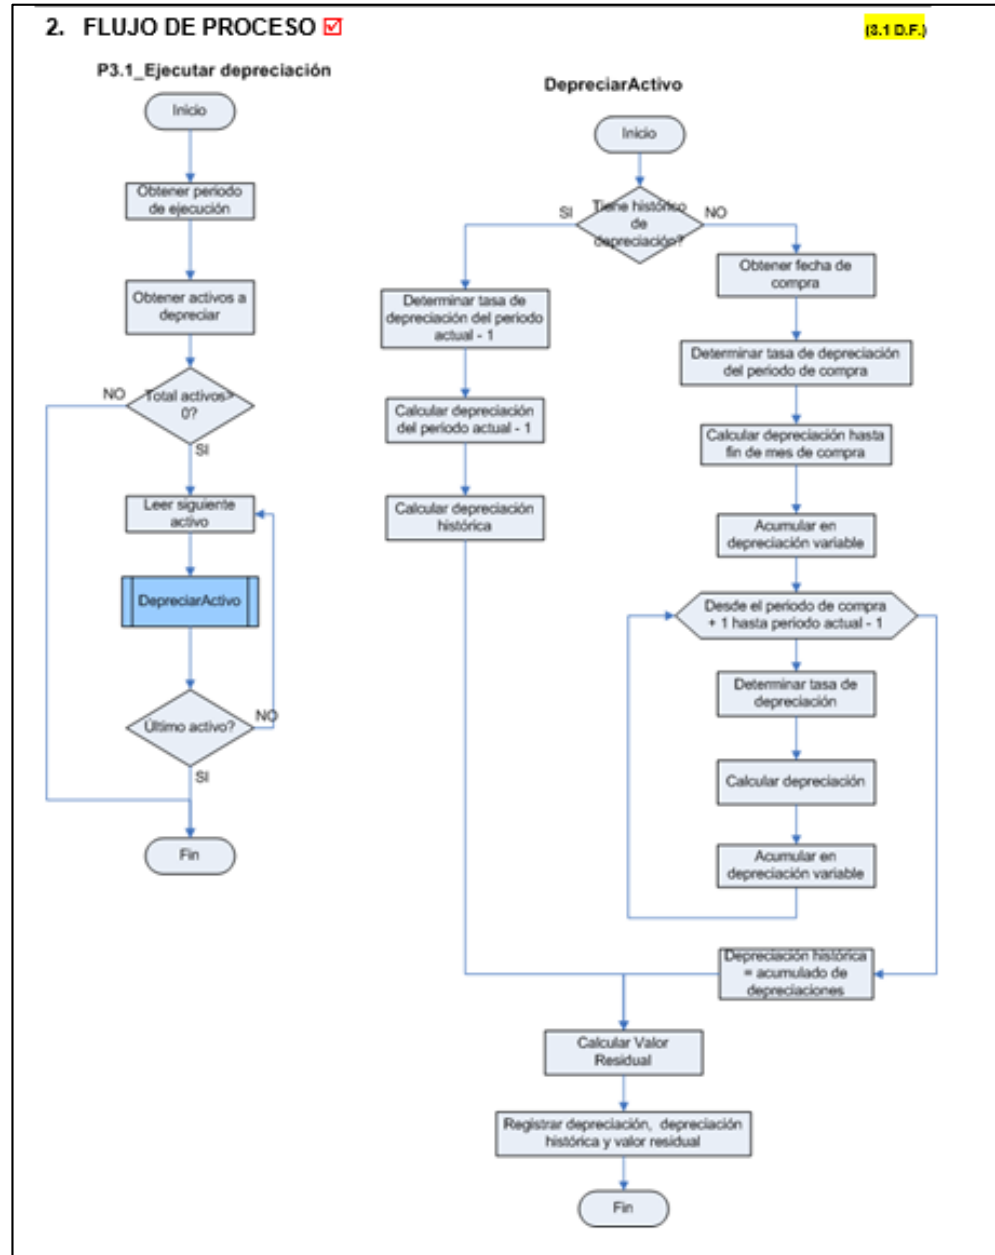 2. FLUJO DE PROCESO ☑
(3.1 D.F.)
P3.1_Ejecutar depreciación
Inicio
Obtener periodo
de ejecución
Obtener activos a
depreciar
Total activos>
0?
NO
SI
Leer siguiente
activo
DepreciarActivo
Último activo?
NO
SI
Fin
DepreciarActivo
Inicio
Tiene histórico
de
depreciación?
SI
NO
Determinar tasa de
depreciación del periodo
actual - 1
Calcular depreciación
del periodo actual - 1
Calcular depreciación
histórica
Obtener fecha de
compra
Determinar tasa de depreciación
del periodo de compra
Calcular depreciación hasta
fin de mes de compra
Acumular en
depreciación variable
Desde el periodo de compra
+ 1 hasta periodo actual - 1
Determinar tasa de
depreciación
Calcular depreciación
Acumular en
depreciación variable
Depreciación histórica
= acumulado de
depreciaciones
Calcular Valor
Residual
Registrar depreciación, depreciación
histórica y valor residual
Fin